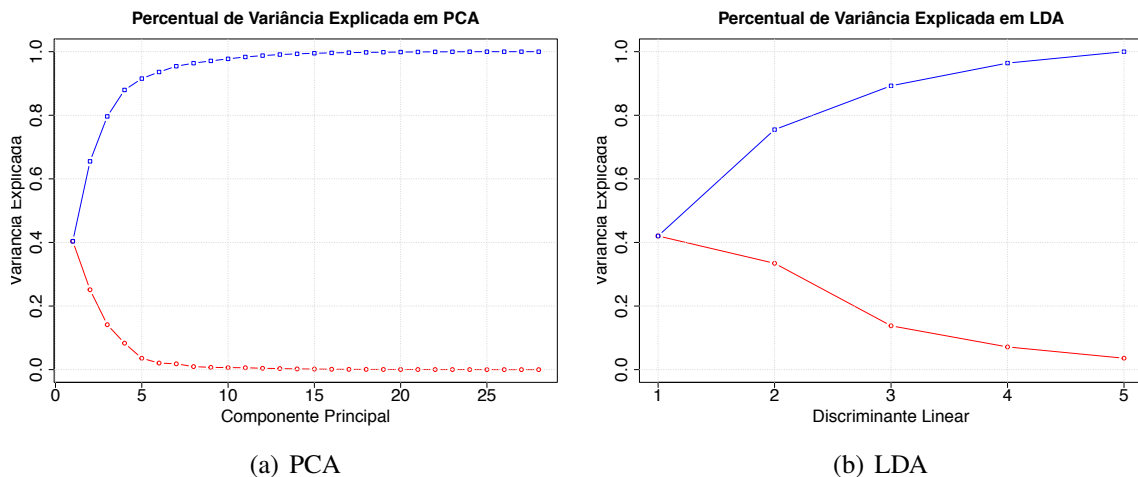 Percentual de Variância Explicada em PCA
Variância Explicada
0.0 0.2 0.4 0.6 0.8 1.0
0 5 10 15 20 25
Componente Principal
(a) PCA
Percentual de Variância Explicada em LDA
Variância Explicada
0.0 0.2 0.4 0.6 0.8 1.0
1 2 3 4 5
Discriminante Linear
(b) LDA